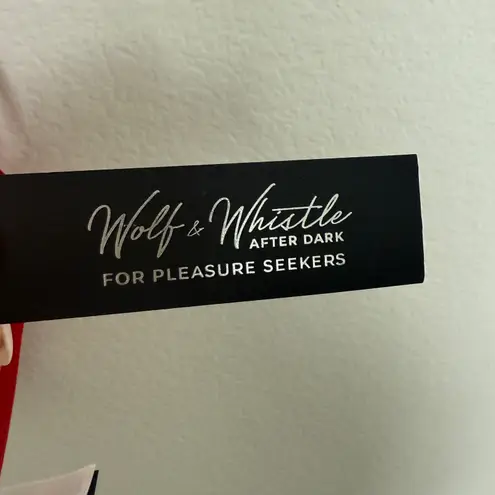 Wolf & Whistle
AFTER DARK
FOR PLEASURE SEEKERS